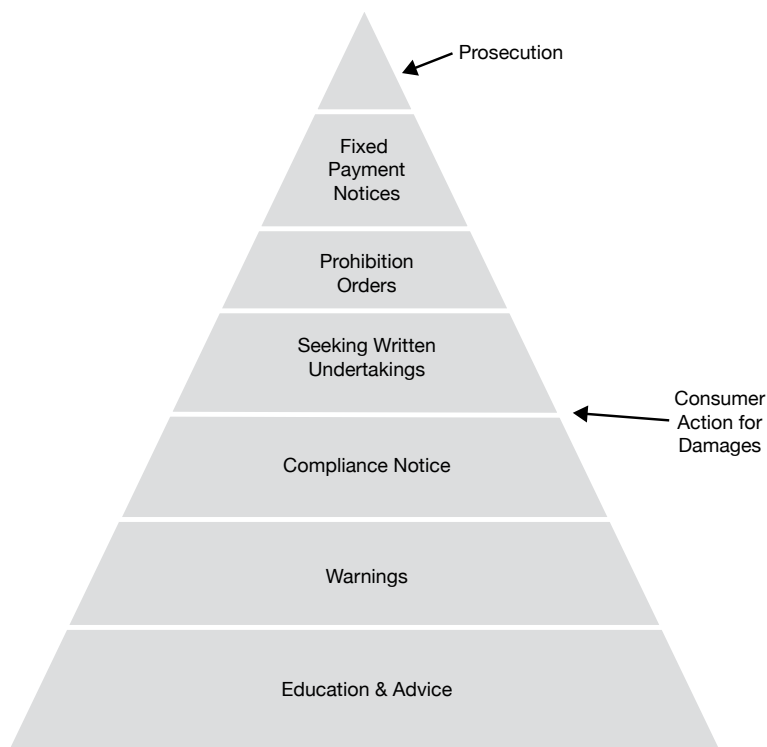 Prosecution
Fixed
Payment
Notices
Prohibition
Orders
Seeking Written
Undertakings
Consumer
Action for
Damages
Compliance Notice
Warnings
Education & Advice